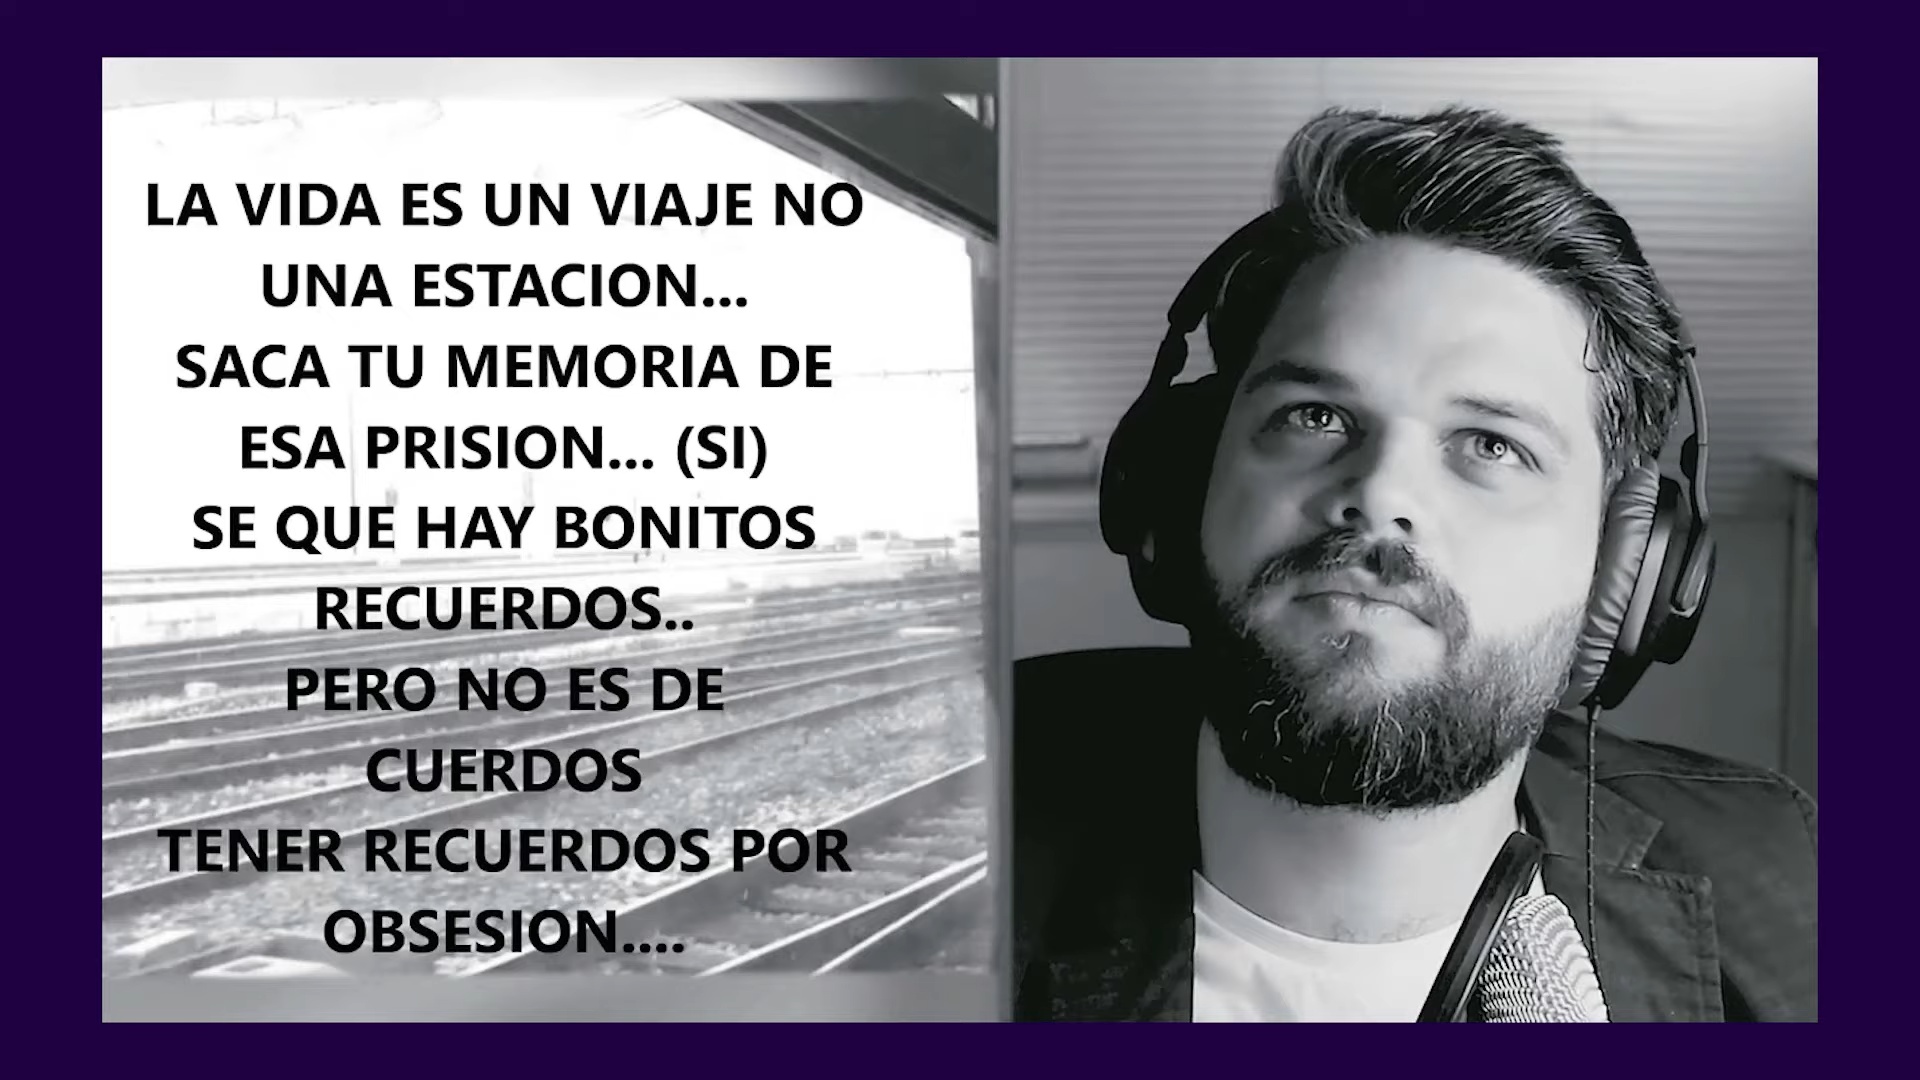 LA VIDA ES UN VIAJE NO
UNA ESTACION...
SACA TU MEMORIA DE
ESA PRISION... (SI)
SE QUE HAY BONITOS
RECUERDOS..
PERO NO ES DE
CUERDOS
TENER RECUERDOS POR
OBSESION....